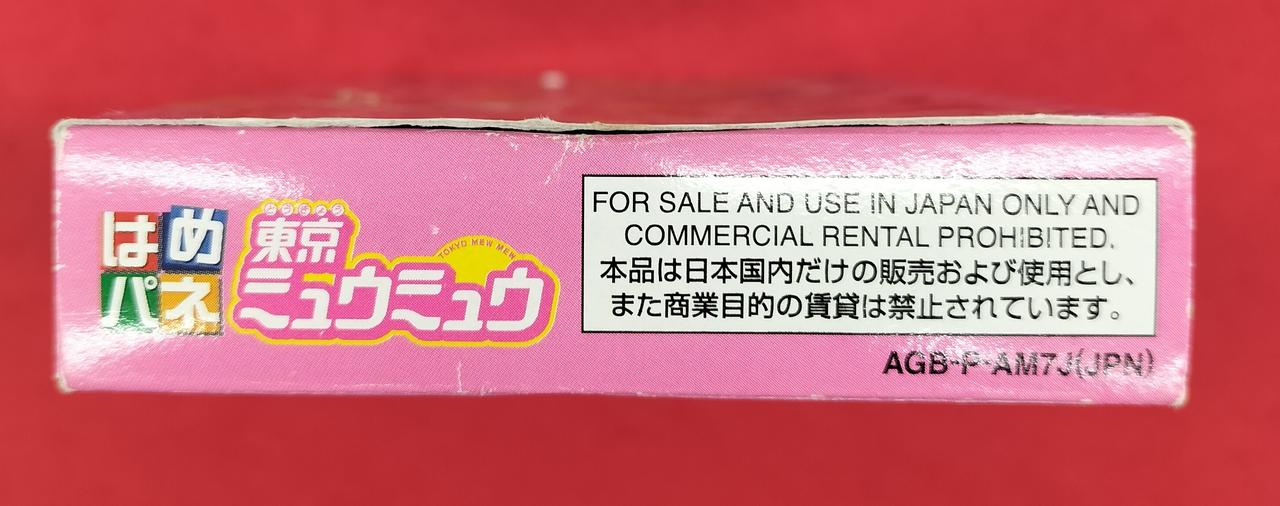 はめ
パネ
とうきょう
東京
ミュウミュウ
TOKYO MEW MEW
FOR SALE AND USE IN JAPAN ONLY AND
COMMERCIAL RENTAL PROHIBITED.
本品は日本国内だけの販売および使用とし、
また商業目的の賃貸は禁止されています。
AGB-P-AM7J(JPN)